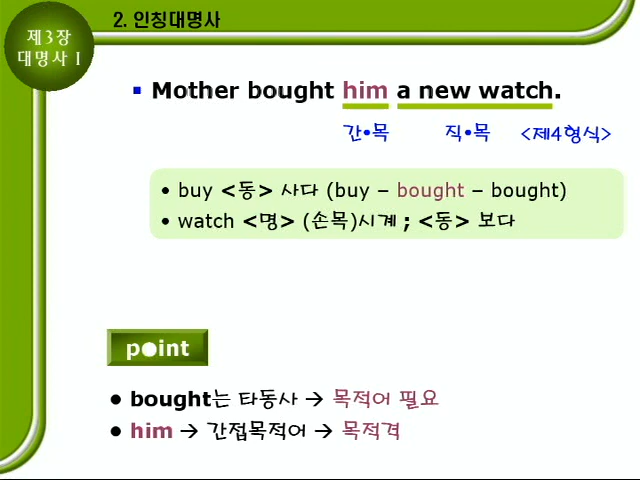 2. 인칭대명사
제3장
대명사 I
▪ Mother bought him a new watch.
간•목 직•목 <제4형식>
• buy <동> 사다 (buy – bought – bought)
• watch <명> (손목)시계 ; <동> 보다
point
● bought는 타동사 → 목적어 필요
● him → 간접목적어 → 목적격